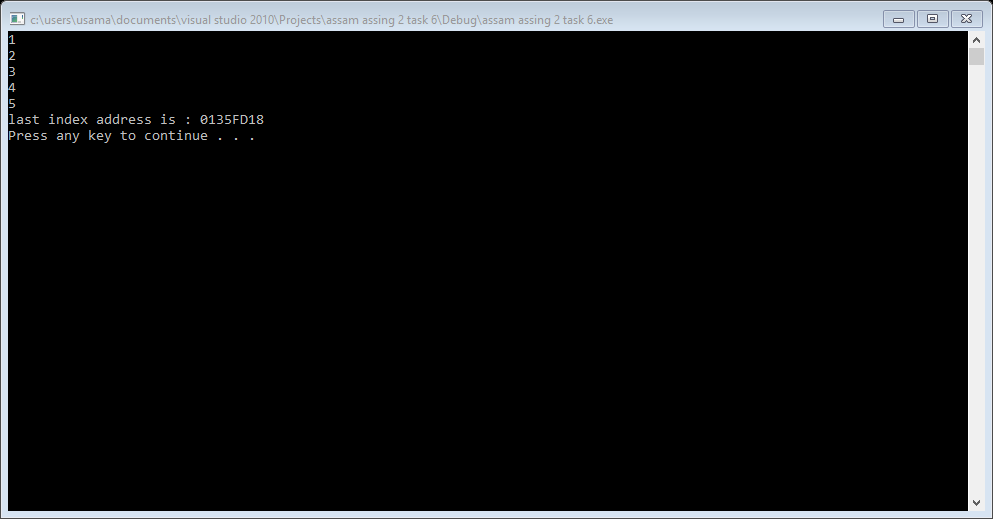 c:\users\usama\documents\visual studio 2010\Projects\assam assing 2 task 6\Debug\assam assing 2 task 6.exe
1
2
3
4
5
last index address is : 0135FD18
Press any key to continue . . .